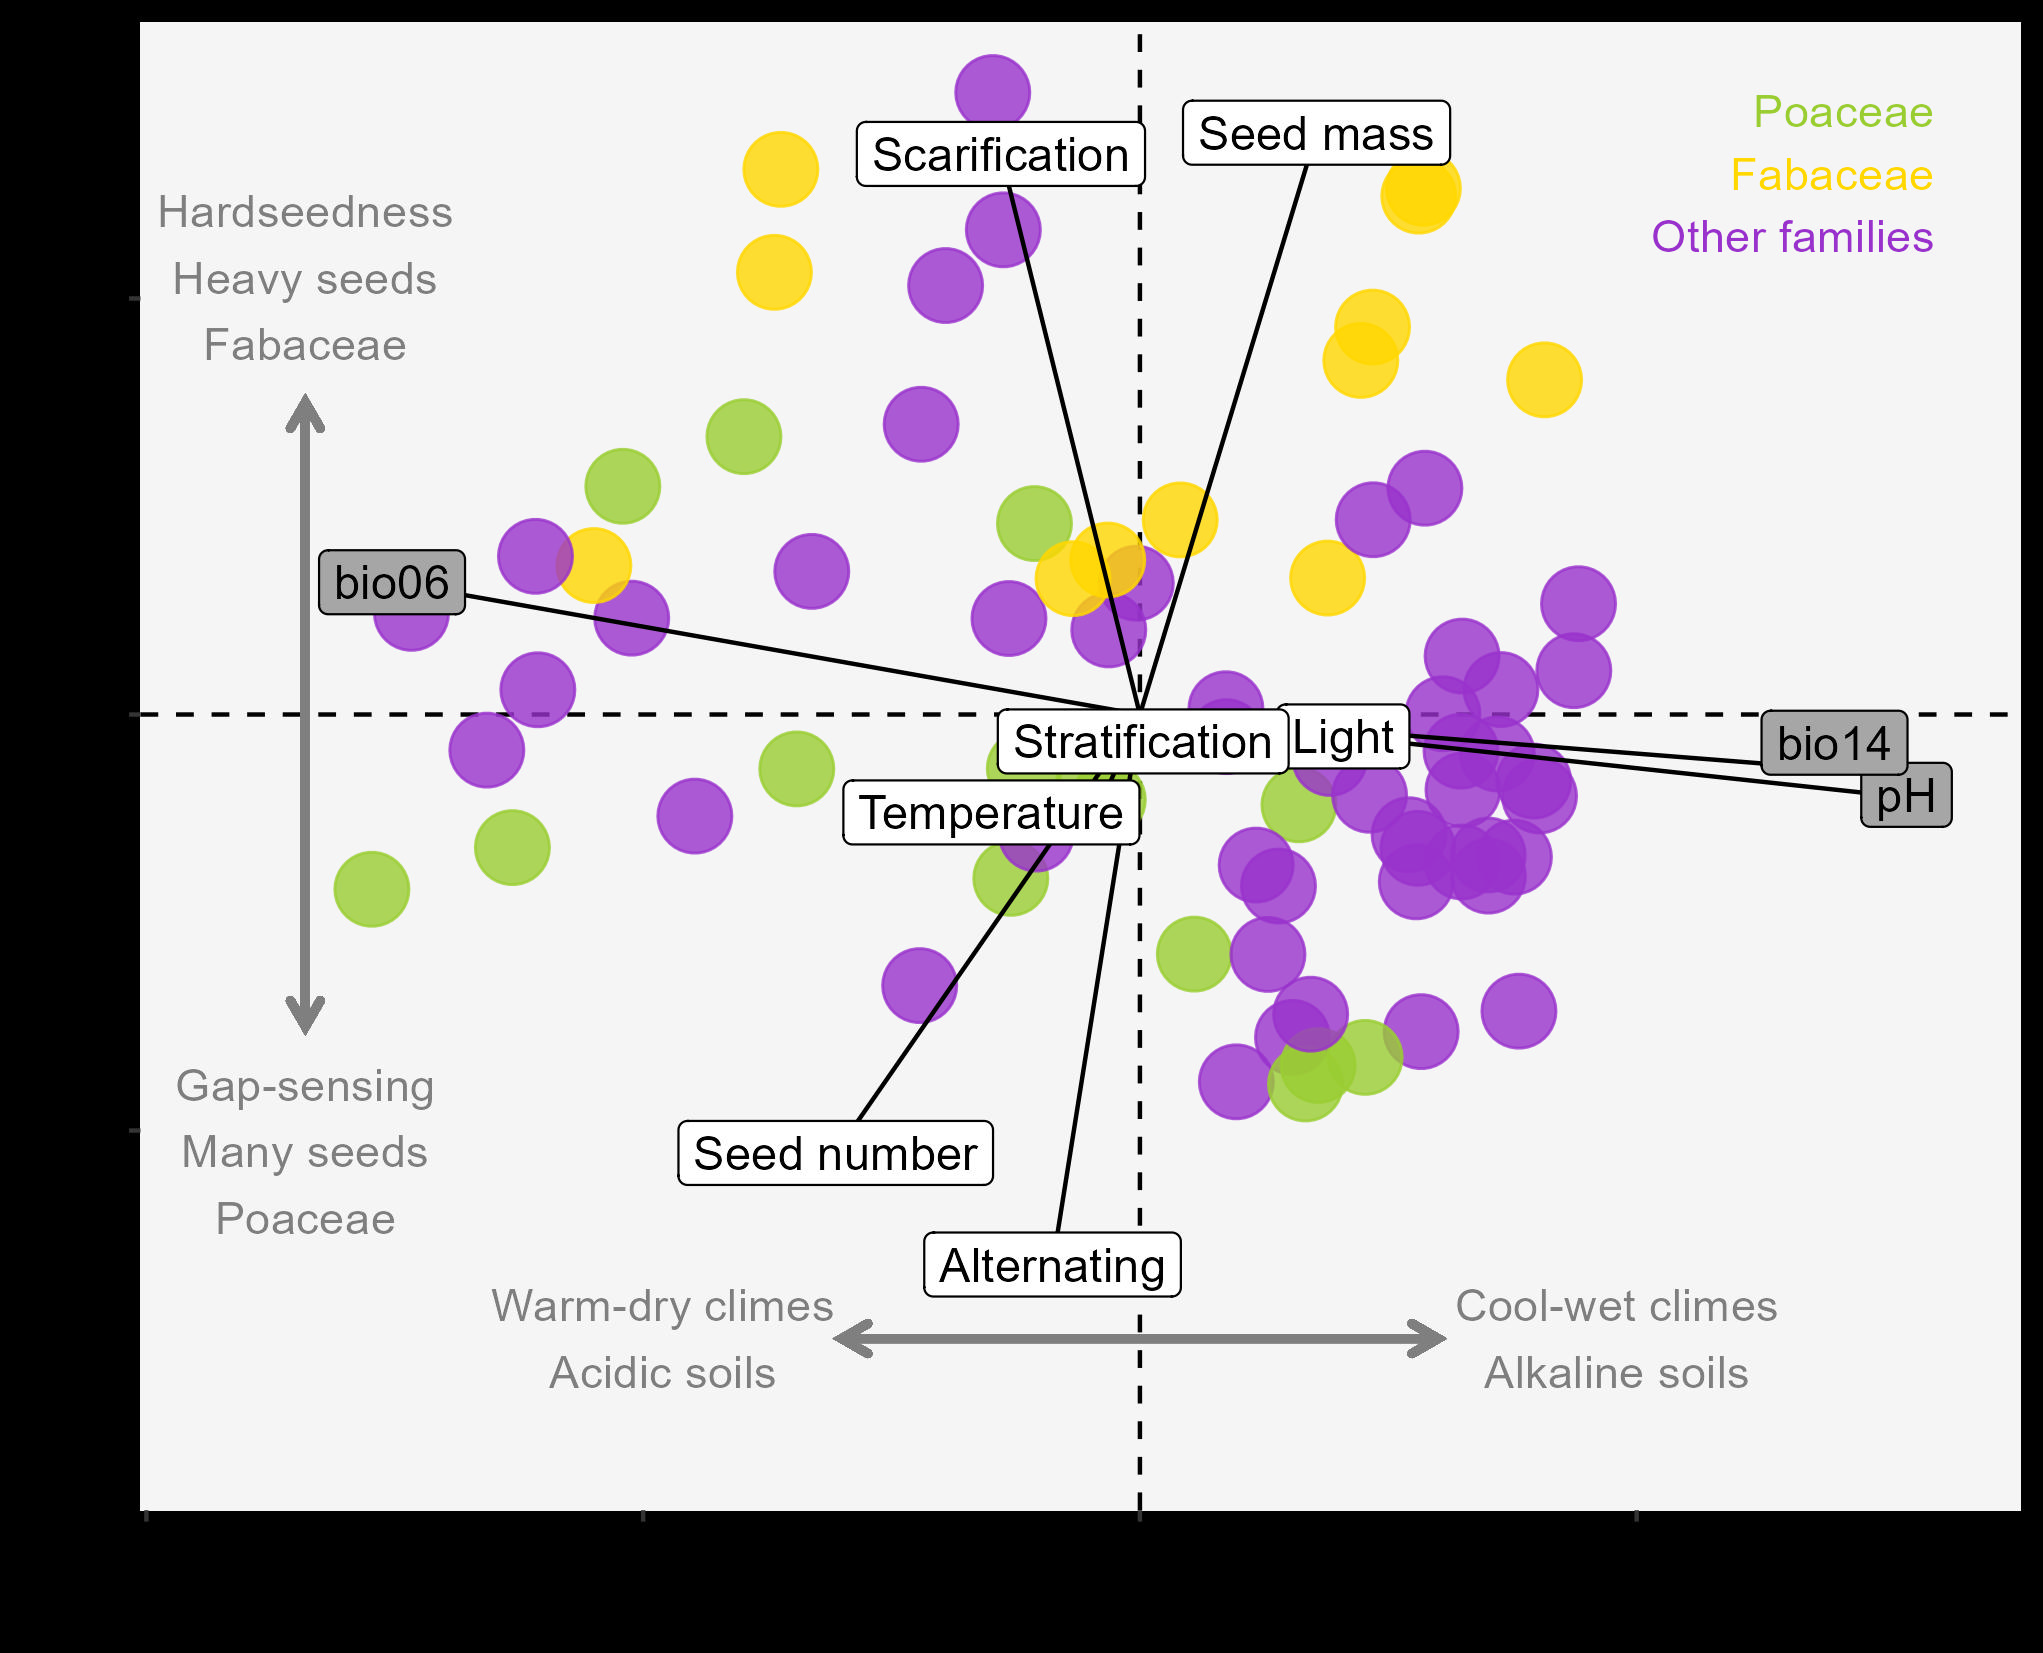 Scarification
Seed mass
Poaceae
Fabaceae
Other families
Hardseedness
Heavy seeds
Fabaceae
bio06
Stratification
Light
bio14
pH
Temperature
Gap-sensing
Many seeds
Poaceae
Seed number
Alternating
Warm-dry climes
Acidic soils
Cool-wet climes
Alkaline soils